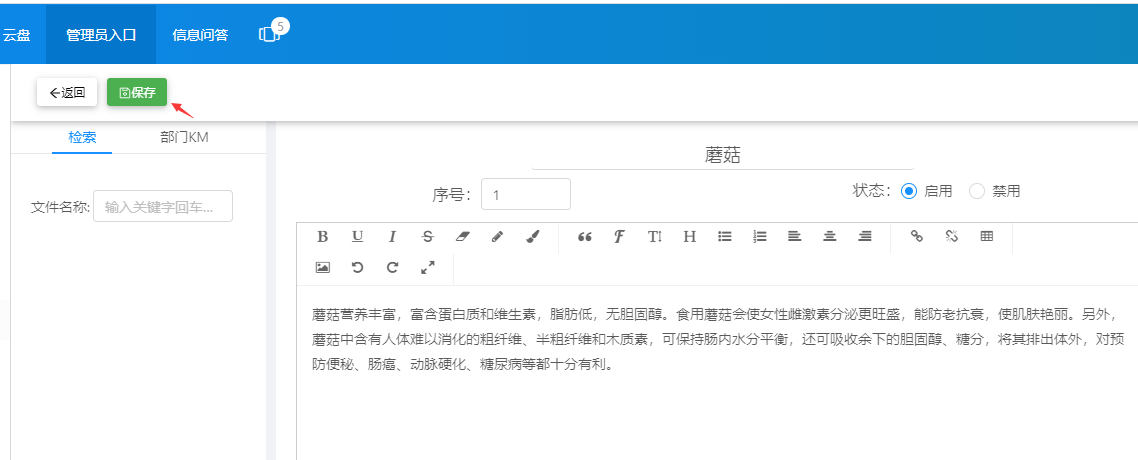 云盘 管理员入口 信息问答 5
返回 保存
检索 部门KM
蘑菇
序号： 1 状态： 启用 禁用
文件名称: 输入关键字回车...
B U I S F TI H
蘑菇营养丰富，富含蛋白质和维生素，脂肪低，无胆固醇。食用蘑菇会使女性雌激素分泌更旺盛，能防老抗衰，使肌肤艳丽。另外，
蘑菇中含有人体难以消化的粗纤维、半粗纤维和木质素，可保持肠内水分平衡，还可吸收余下的胆固醇、糖分，将其排出体外，对预
防便秘、肠癌、动脉硬化、糖尿病等都十分有利。